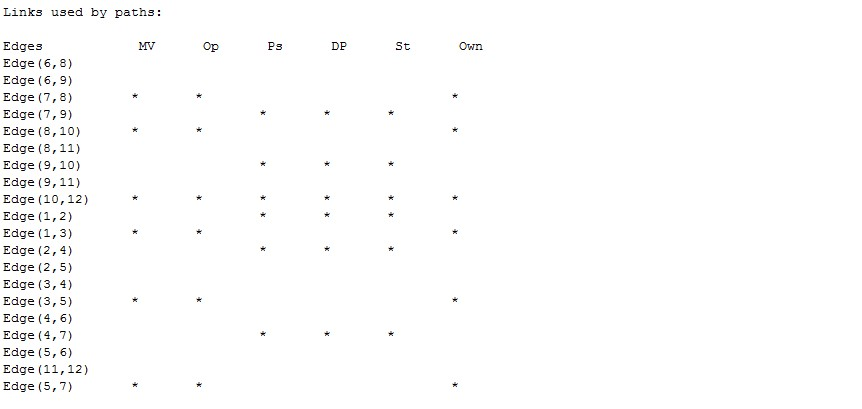 Links used by paths:
Edges MV Op Ps DP St Own
Edge(6,8)
Edge(6,9)
Edge(7,8) * * *
Edge(7,9) * * *
Edge(8,10) * * *
Edge(8,11)
Edge(9,10) * * *
Edge(9,11)
Edge(10,12) * * * * * *
Edge(1,2) * * *
Edge(1,3) * * *
Edge(2,4) * * *
Edge(2,5)
Edge(3,4)
Edge(3,5) * * *
Edge(4,6)
Edge(4,7) * * *
Edge(5,6)
Edge(11,12)
Edge(5,7) * * *